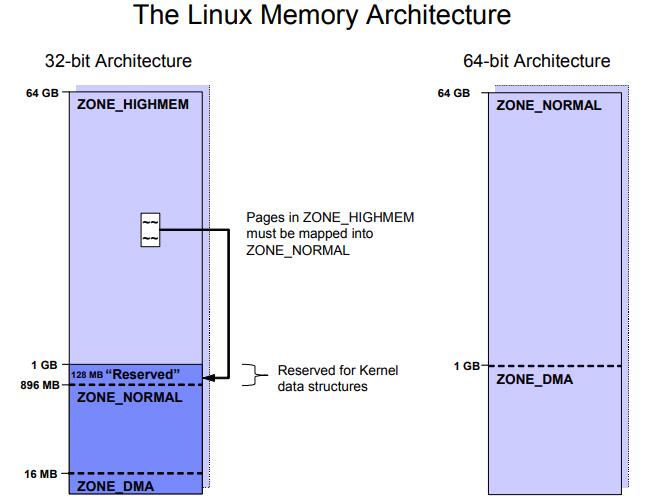 The Linux Memory Architecture
32-bit Architecture
64-bit Architecture
64 GB
ZONE_HIGHMEM
64 GB
ZONE_NORMAL
~~
~~
Pages in ZONE_HIGHMEM
must be mapped into
ZONE_NORMAL
1 GB
128 MB "Reserved"
896 MB
ZONE_NORMAL
Reserved for Kernel
data structures
1 GB
ZONE_DMA
16 MB
ZONE_DMA